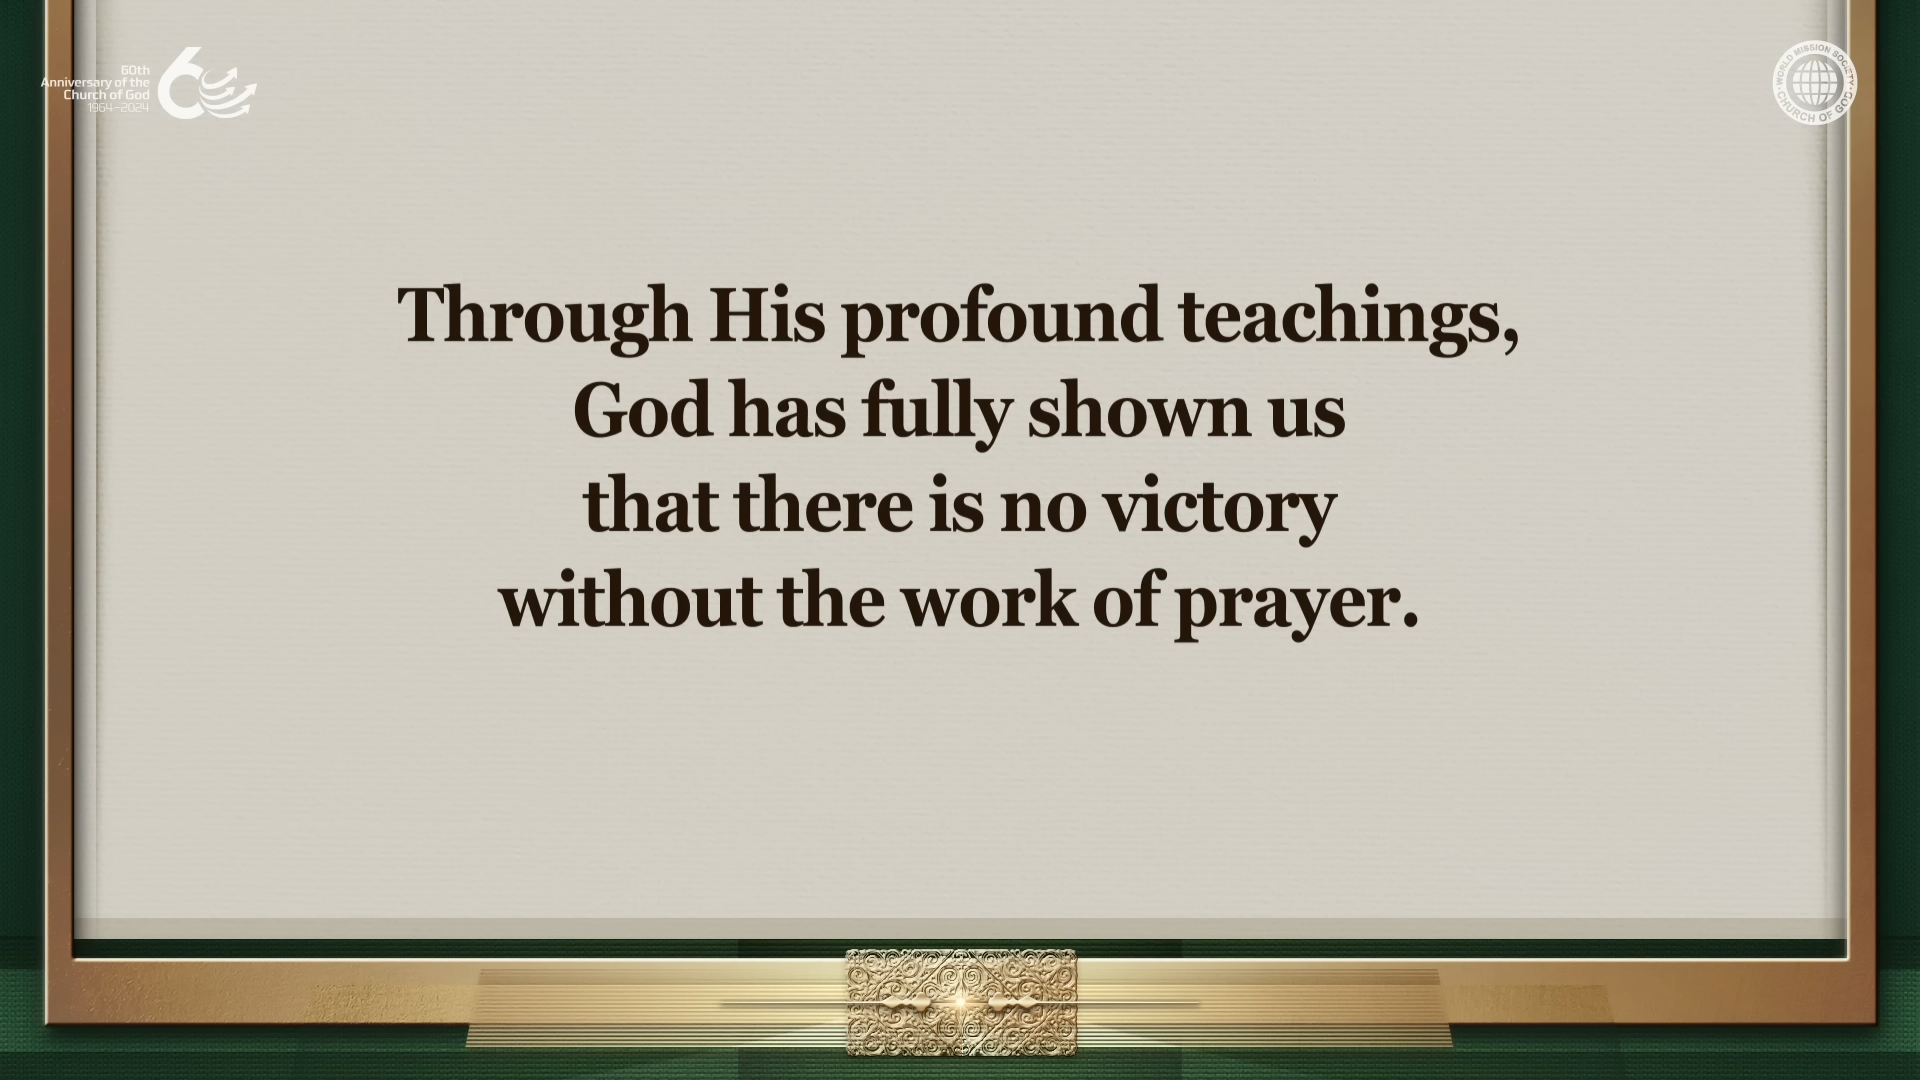 60th
Anniversary of the
Church of God
1964–2024
WORLD MISSION SOCIETY
CHURCH OF GOD
Through His profound teachings,
God has fully shown us
that there is no victory
without the work of prayer.